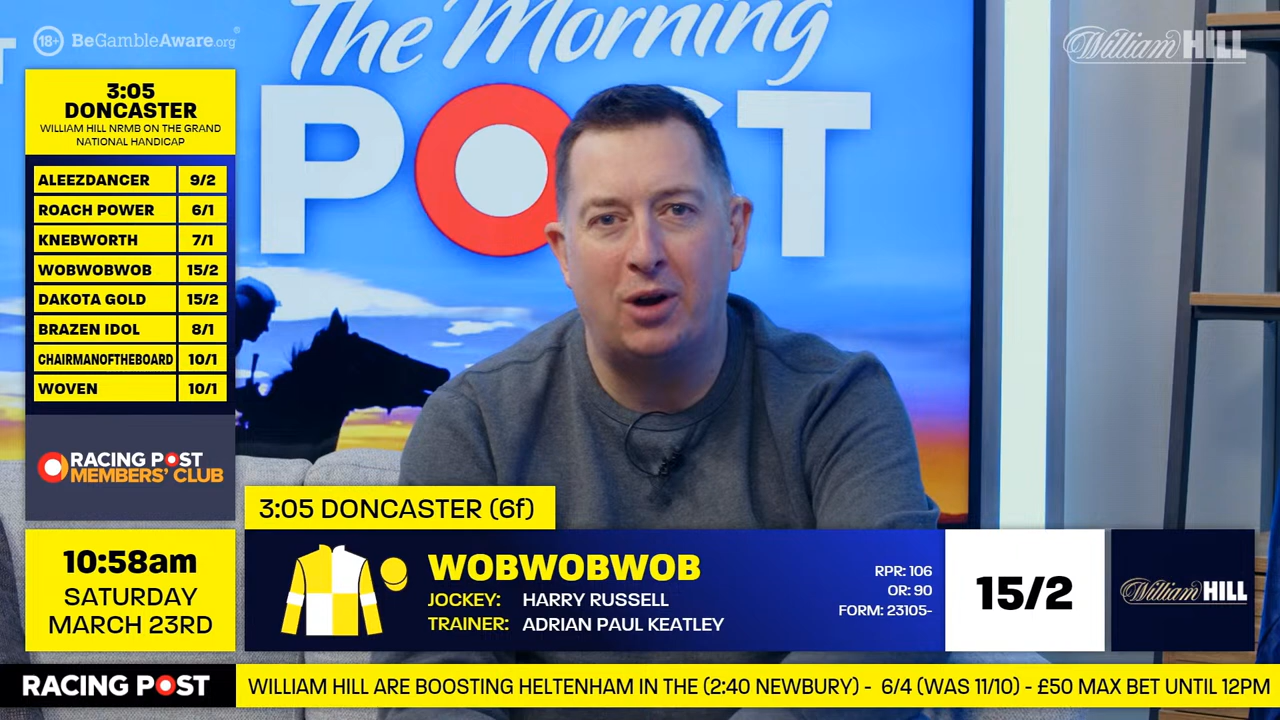 The Morning
POST
T
18+ BeGambleAware.org®
William HILL
3:05
DONCASTER
WILLIAM HILL NRMB ON THE GRAND
NATIONAL HANDICAP
ALEEZDANCER 9/2
ROACH POWER 6/1
KNEBWORTH 7/1
WOBWOBWOB 15/2
DAKOTA GOLD 15/2
BRAZEN IDOL 8/1
CHAIRMANOFTHEBOARD 10/1
WOVEN 10/1
RACING POST
MEMBERS' CLUB
3:05 DONCASTER (6f)
10:58am
SATURDAY
MARCH 23RD
WOBWOBWOB
JOCKEY: HARRY RUSSELL
TRAINER: ADRIAN PAUL KEATLEY
RPR: 106
OR: 90
FORM: 23105-
15/2
William HILL
RACING POST
WILLIAM HILL ARE BOOSTING HELTENHAM IN THE (2:40 NEWBURY) - 6/4 (WAS 11/10) - £50 MAX BET UNTIL 12PM